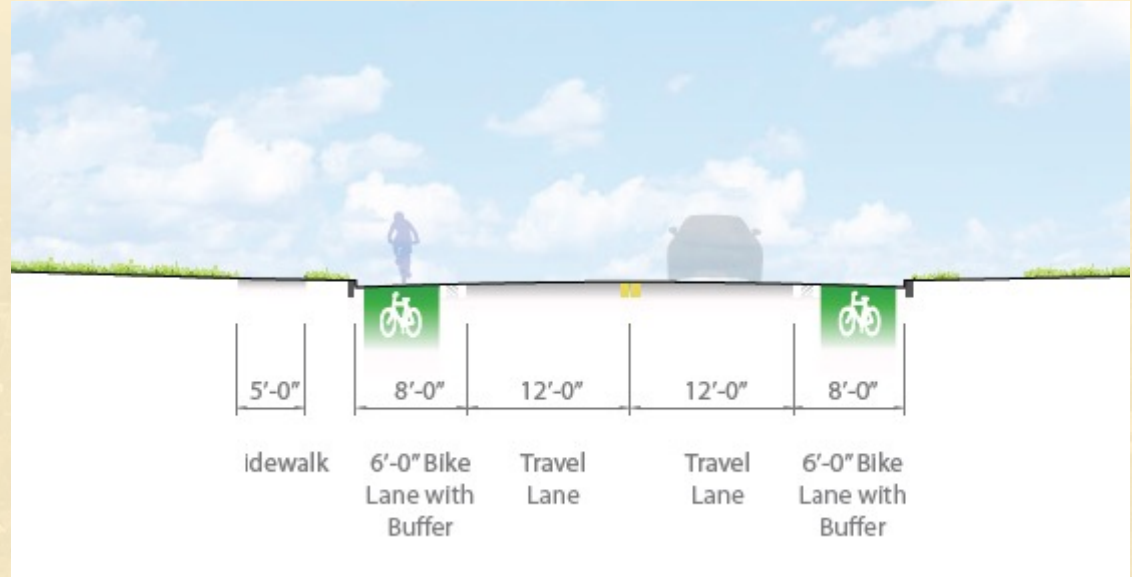 5'-0" 8'-0" 12'-0" 12'-0" 8'-0"
idewalk 6'-0" Bike Travel Travel 6'-0" Bike
Lane with Lane Lane Lane with
Buffer Buffer